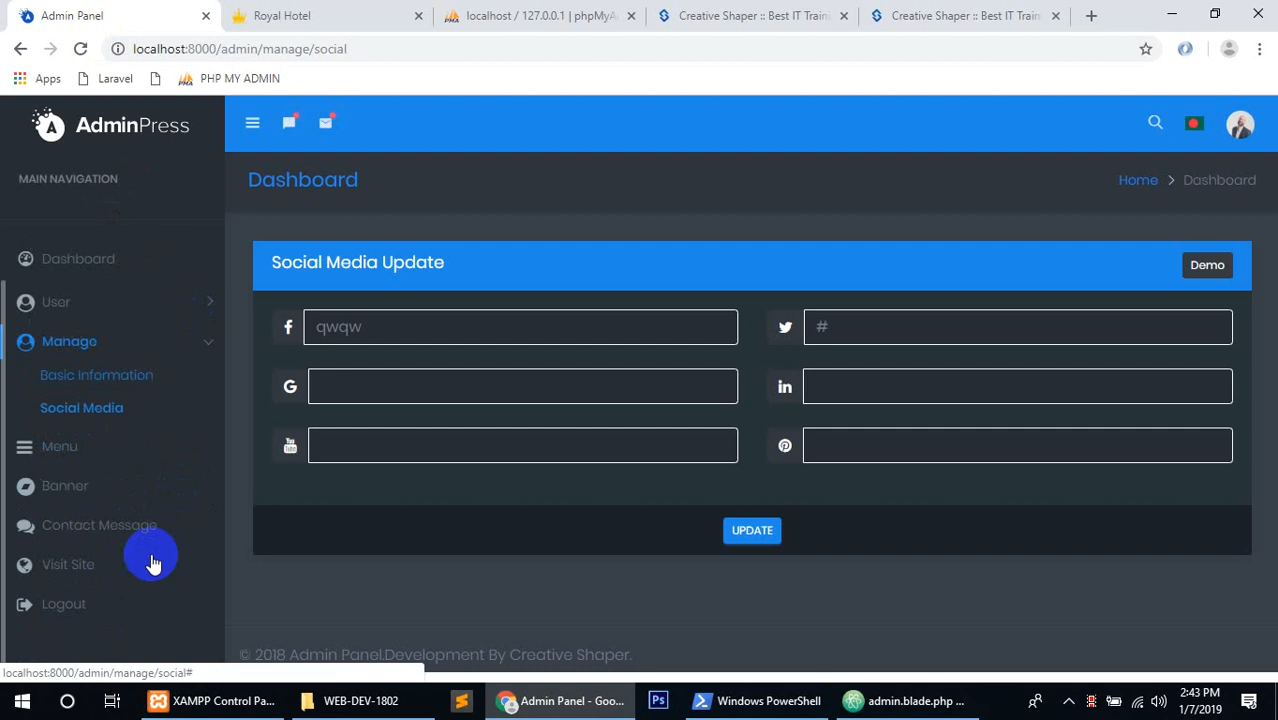 Admin Panel
Royal Hotel
localhost / 127.0.0.1 | phpMyA
Creative Shaper :: Best IT Train
Creative Shaper :: Best IT Train
localhost:8000/admin/manage/social
Apps
Laravel
PHP MY ADMIN
AdminPress
MAIN NAVIGATION
Dashboard
Home > Dashboard
Dashboard
User
Manage
Basic Information
Social Media
Menu
Banner
Contact Message
Visit Site
Logout
Social Media Update
Demo
qwqw
#
UPDATE
© 2018 Admin Panel.Development By Creative Shaper.
localhost:8000/admin/manage/social#
XAMPP Control Pa...
WEB-DEV-1802
Admin Panel - Goo...
Windows PowerShell
admin.blade.php ...
2:43 PM
1/7/2019